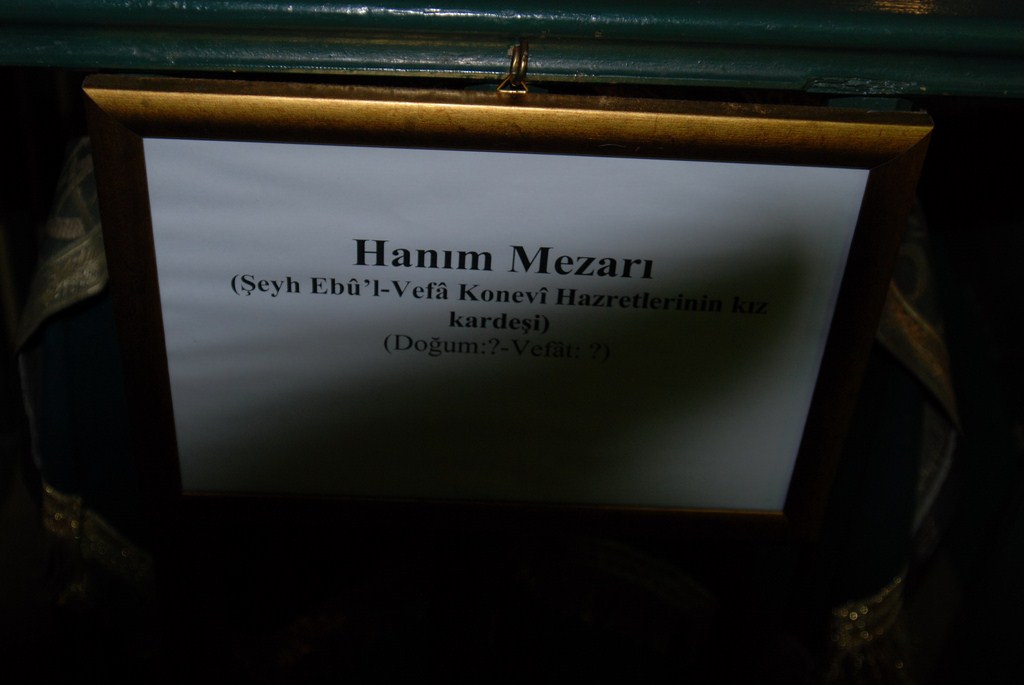 Hanım Mezarı
(Şeyh Ebû'l-Vefâ Konevî Hazretlerinin kız
kardeşi)
(Doğum:?-Vefât: ?)